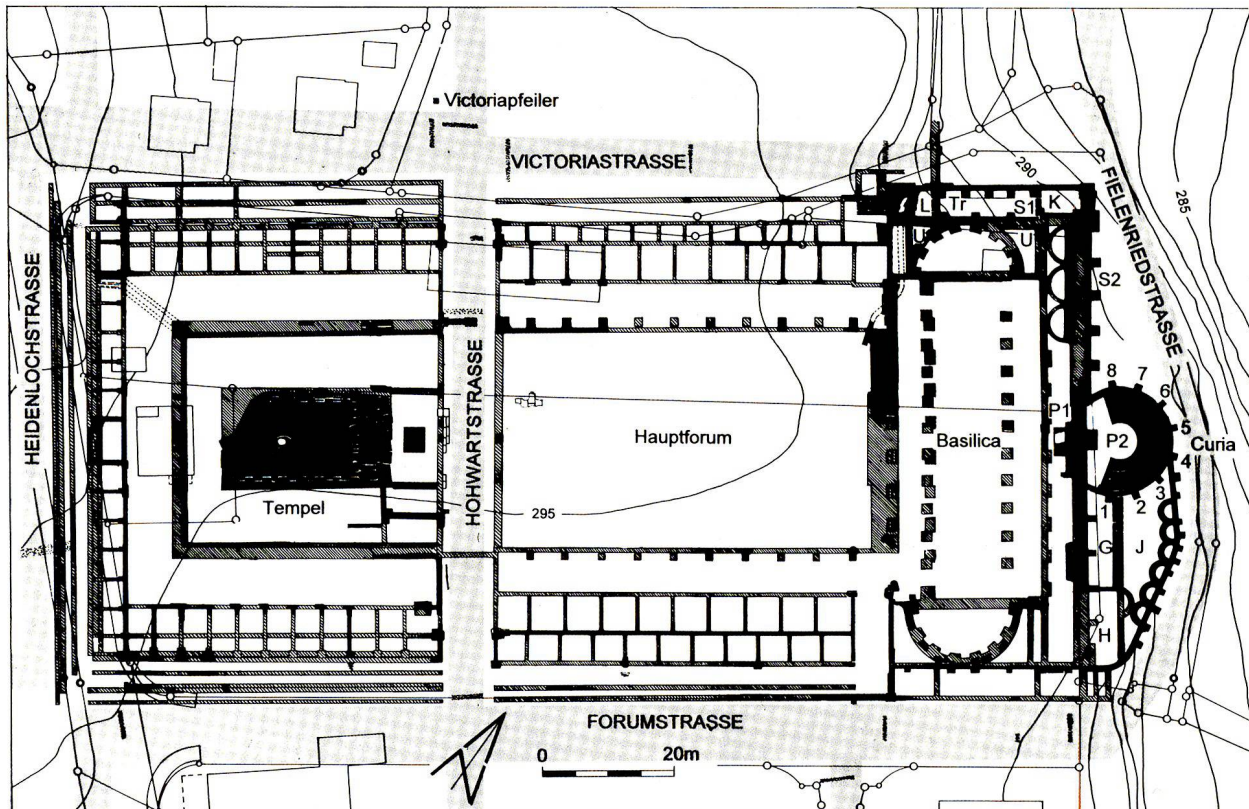 Victoriapfeiler
VICTORIASTRASSE
290
285
FIELENRIEDSTRASSE
L
Tr
S1
K
U
U
S2
HEIDENLOCHSTRASSE
HOHWARTSTRASSE
8
7
6
5
4
3
2
1
P1
P2
Curia
Hauptforum
Basilica
Tempel
295
G
J
H
FORUMSTRASSE
N
0
20m